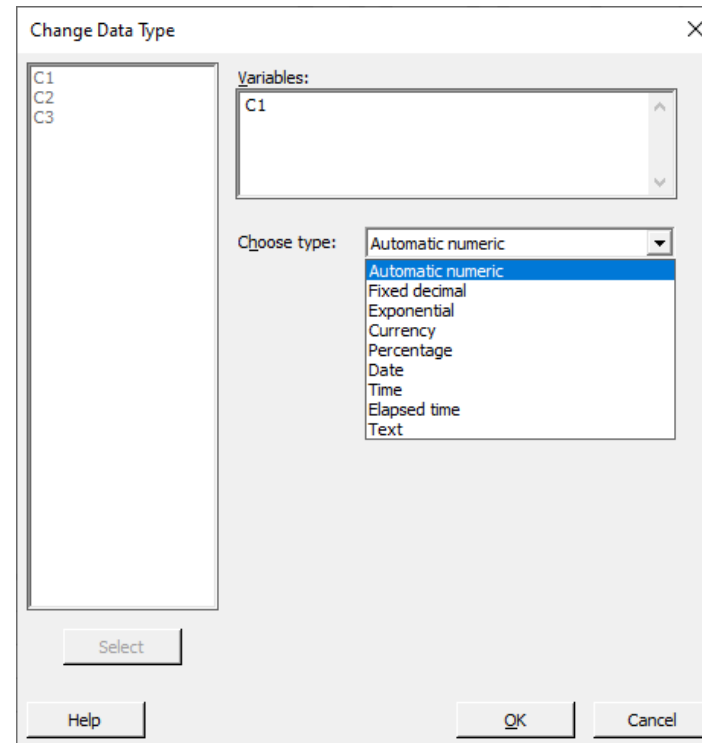 Change Data Type
C1
C2
C3
Variables:
C1
Choose type:
Automatic numeric
Automatic numeric
Fixed decimal
Exponential
Currency
Percentage
Date
Time
Elapsed time
Text
Select
Help
OK
Cancel